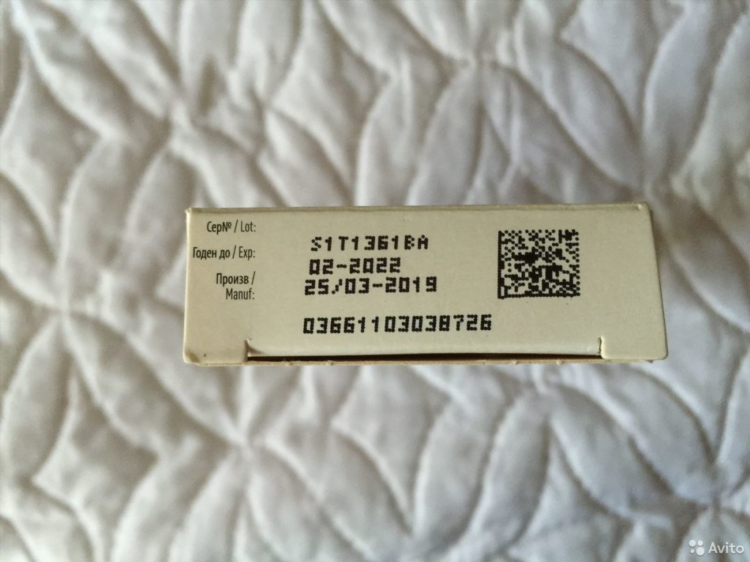 Сер№ / Lot: S1T1361BA
Годен до / Exp: 02-2022
Произв / Manuf: 25/03-2019
03661103038726
Avito